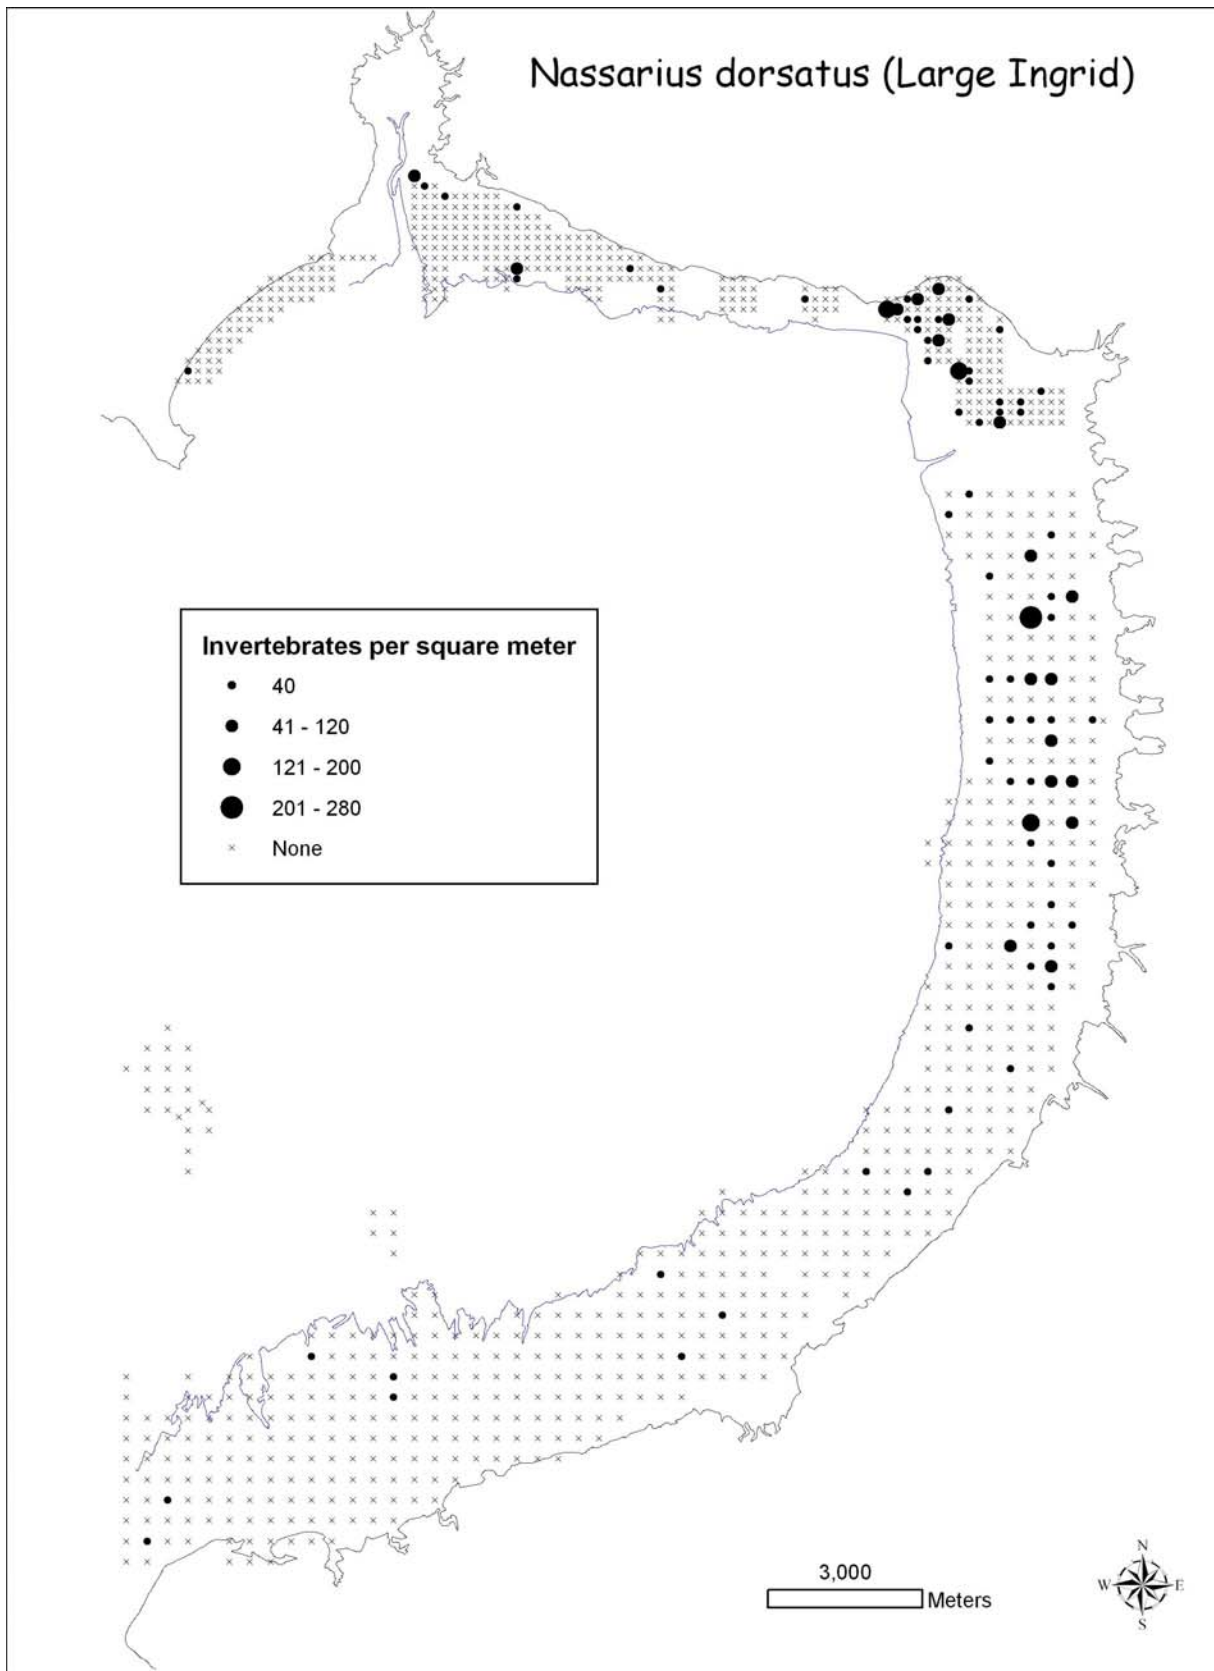 Nassarius dorsatus (Large Ingrid)
Invertebrates per square meter
40
41 - 120
121 - 200
201 - 280
None
3,000
Meters
N
W E
S